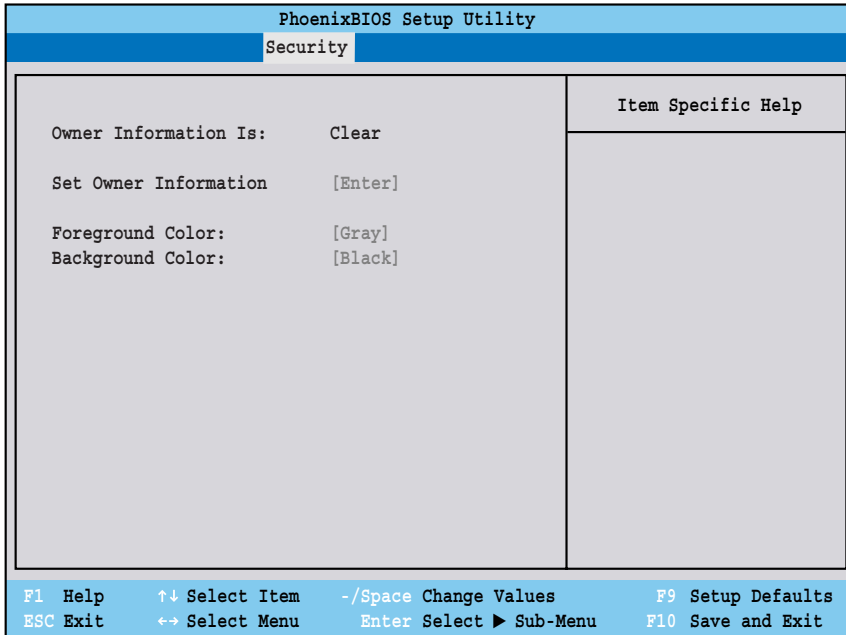 PhoenixBIOS Setup Utility
Security
Item Specific Help
Owner Information Is: Clear
Set Owner Information [Enter]
Foreground Color: [Gray]
Background Color: [Black]
F1 Help ↑↓ Select Item -/Space Change Values F9 Setup Defaults
ESC Exit ←→ Select Menu Enter Select ▶ Sub-Menu F10 Save and Exit